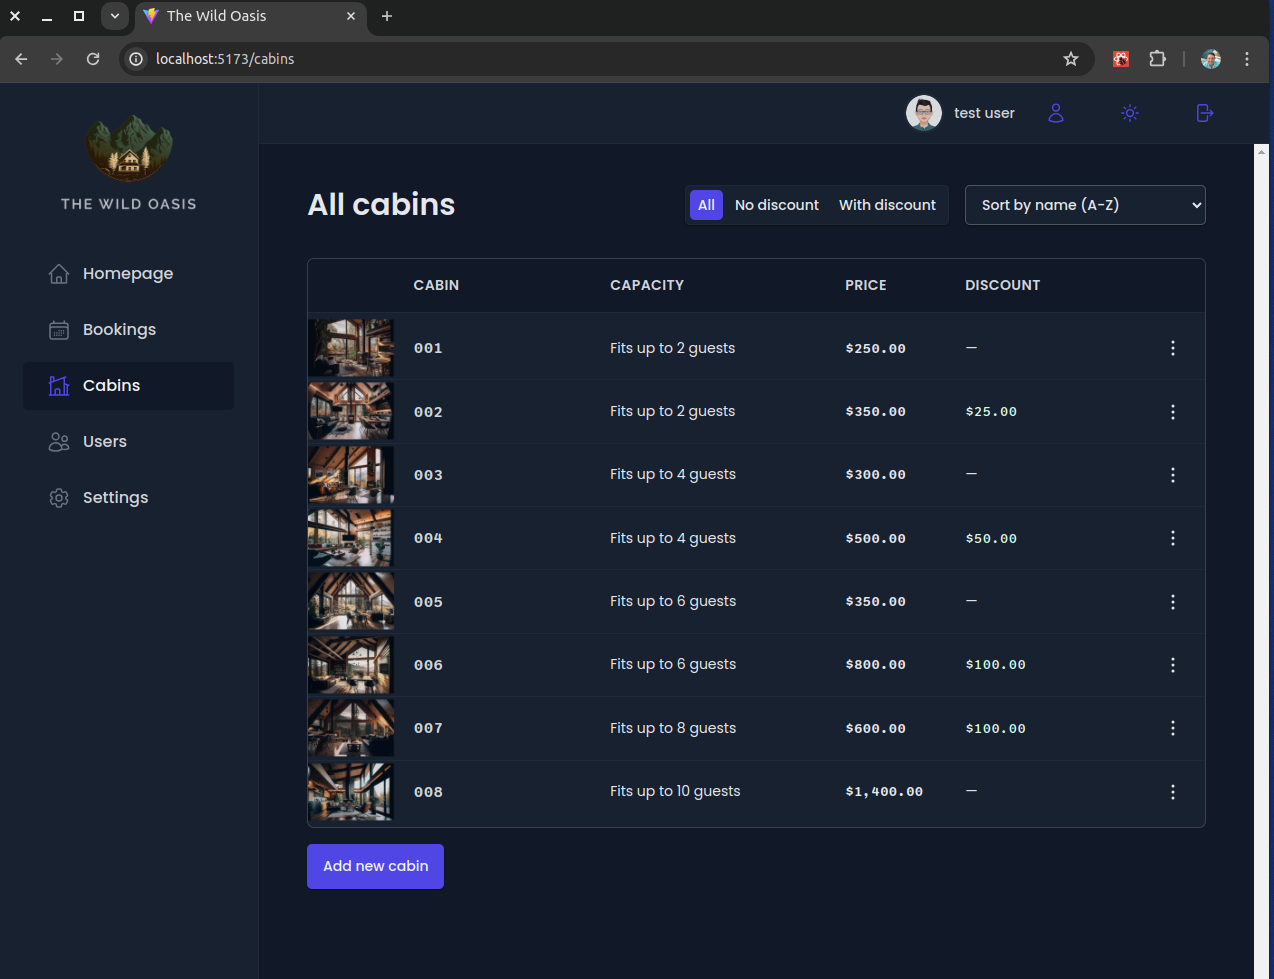 The Wild Oasis
localhost:5173/cabins
test user
THE WILD OASIS
Homepage
Bookings
Cabins
Users
Settings
All cabins
All No discount With discount Sort by name (A-Z)
CABIN CAPACITY PRICE DISCOUNT
001 Fits up to 2 guests $250.00 —
002 Fits up to 2 guests $350.00 $25.00
003 Fits up to 4 guests $300.00 —
004 Fits up to 4 guests $500.00 $50.00
005 Fits up to 6 guests $350.00 —
006 Fits up to 6 guests $800.00 $100.00
007 Fits up to 8 guests $600.00 $100.00
008 Fits up to 10 guests $1,400.00 —
Add new cabin